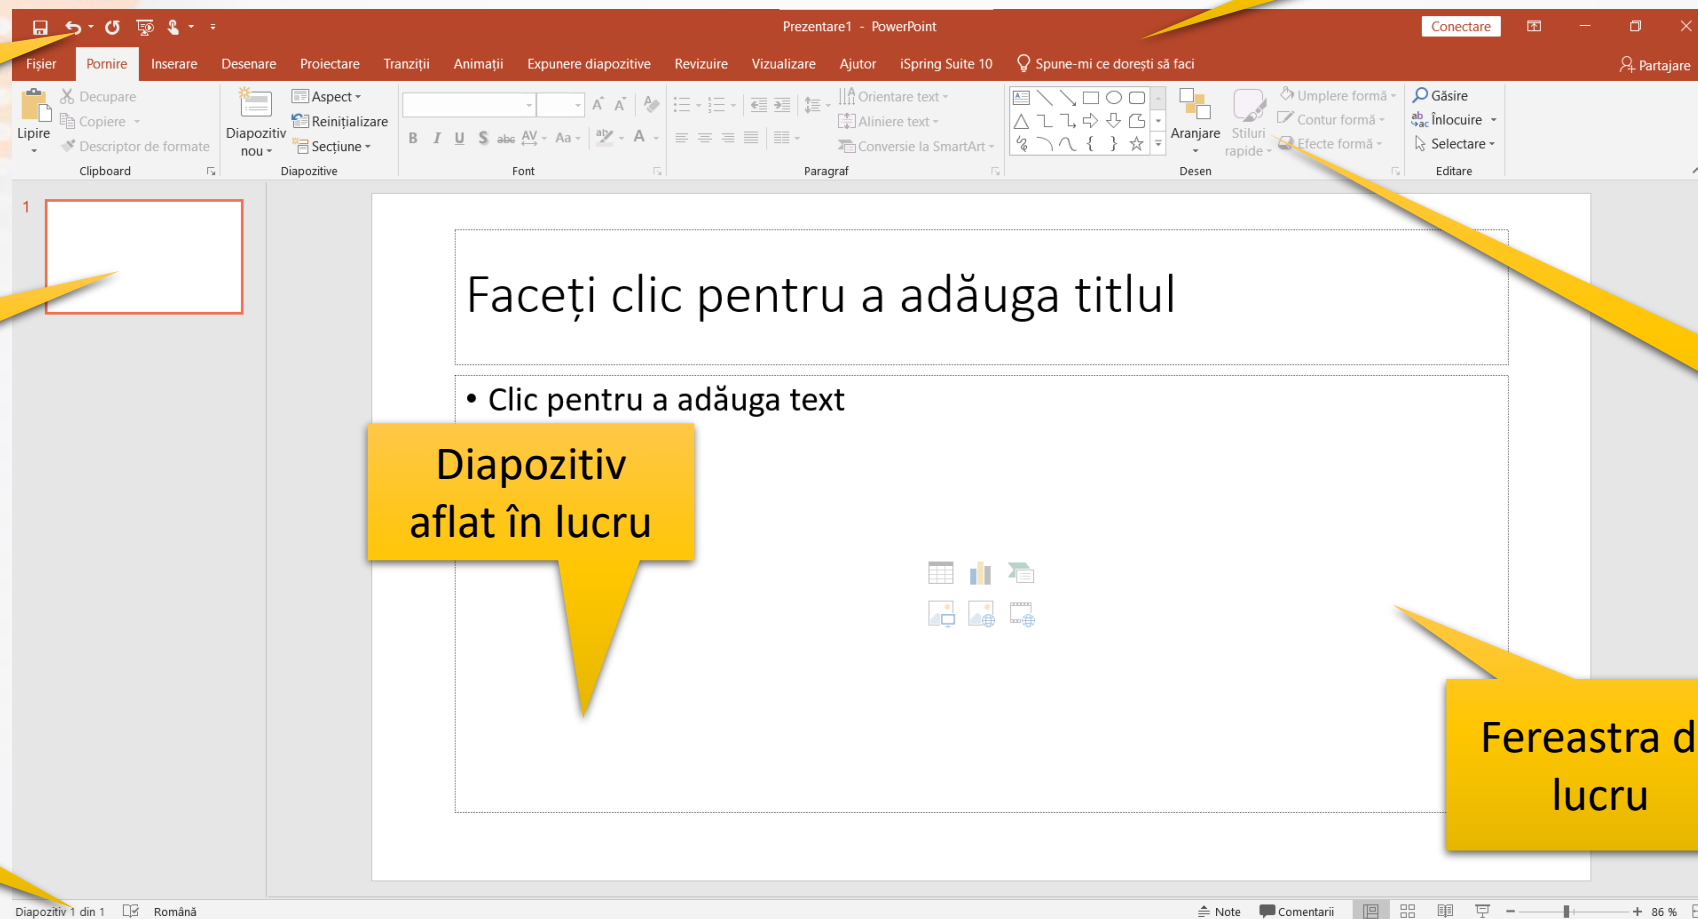 Prezentare1 - PowerPoint
Conectare
Fișier Pornire Inserare Desenare Proiectare Tranziții Animații Expunere diapozitive Revizuire Vizualizare Ajutor iSpring Suite 10 Spune-mi ce dorești să faci Partajare
Lipire
Decupare
Copiere
Descriptor de formate
Clipboard
Diapozitiv
nou
Aspect
Reinițializare
Secțiune
Diapozitive
B I U S abc AV Aa A
Font
Orientare text
Aliniere text
Conversie la SmartArt
Paragraf
Aranjare
Stiluri
rapide
Umplere formă
Contur formă
Efecte formă
Desen
Găsire
Înlocuire
Selectare
Editare
1
Faceți clic pentru a adăuga titlul
• Clic pentru a adăuga text
Diapozitiv
aflat în lucru
Fereastra d
lucru
Diapozitiv 1 din 1 Română
Note Comentarii 86 %